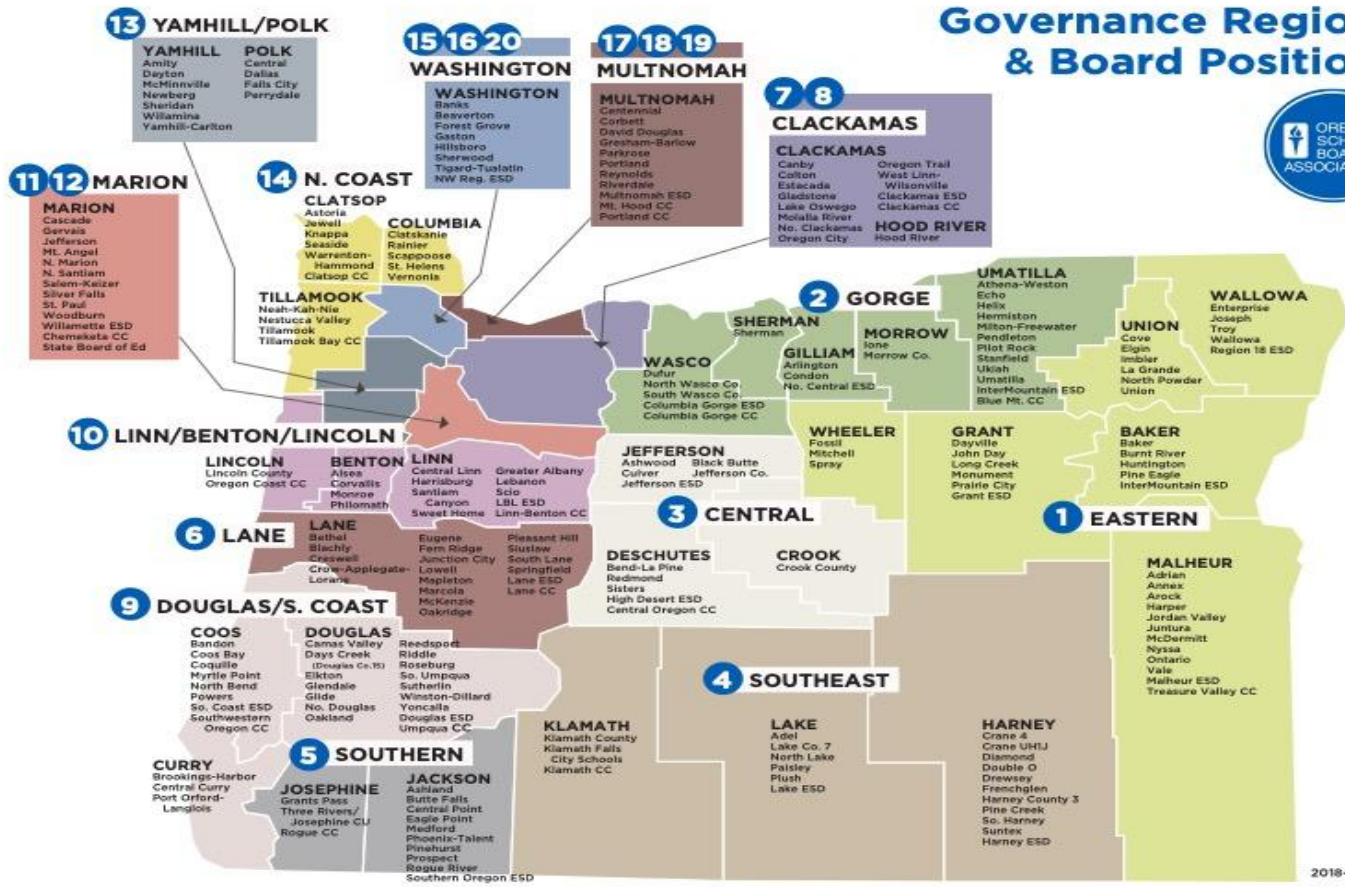 Governance Regio
& Board Positio
ORE
SCH
BOA
ASSOCIA
13 YAMHILL/POLK
YAMHILL
Amity
Dayton
McMinnville
Newberg
Sheridan
Willamina
Yamhill-Carlton
POLK
Central
Dallas
Falls City
Perrydale
15 16 20
WASHINGTON
WASHINGTON
Banks
Beaverton
Forest Grove
Gaston
Hillsboro
Sherwood
Tigard-Tualatin
NW Reg. ESD
17 18 19
MULTNOMAH
MULTNOMAH
Centennial
Corbett
David Douglas
Gresham-Barlow
Parkrose
Portland
Reynolds
Riverdale
Multnomah ESD
Mt. Hood CC
Portland CC
7 8
CLACKAMAS
CLACKAMAS
Canby
Colton
Estacada
Gladstone
Lake Oswego
Molalla River
No. Clackamas
Oregon City
Oregon Trail
West Linn-
Wilsonville
Clackamas ESD
Clackamas CC
HOOD RIVER
Hood River
11 12 MARION
MARION
Cascade
Gervais
Jefferson
Mt. Angel
N. Marion
N. Santiam
Salem-Keizer
Silver Falls
St. Paul
Woodburn
Willamette ESD
Chemeketa CC
State Board of Ed
14 N. COAST
CLATSOP
Astoria
Jewell
Knappa
Seaside
Warrenton-
Hammond
Clatsop CC
COLUMBIA
Clatskanie
Rainier
Scappoose
St. Helens
Vernonia
TILLAMOOK
Neah-Kah-Nie
Nestucca Valley
Tillamook
Tillamook Bay CC
2 GORGE
WASCO
Dufur
North Wasco Co.
South Wasco Co.
Columbia Gorge ESD
Columbia Gorge CC
SHERMAN
Sherman
GILLIAM
Arlington
Condon
No. Central ESD
MORROW
Ione
Morrow Co.
UMATILLA
Athena-Weston
Echo
Helix
Hermiston
Milton-Freewater
Pendleton
Pilot Rock
Stanfield
Ukiah
Umatilla
InterMountain ESD
Blue Mt. CC
UNION
Cove
Elgin
Imbler
La Grande
North Powder
Union
WALLOWA
Enterprise
Joseph
Troy
Wallowa
Region 18 ESD
10 LINN/BENTON/LINCOLN
LINCOLN
Lincoln County
Oregon Coast CC
BENTON
Alsea
Corvallis
Monroe
Philomath
LINN
Central Linn
Harrisburg
Santiam
Canyon
Sweet Home
Greater Albany
Lebanon
Scio
LBL ESD
Linn-Benton CC
JEFFERSON
Ashwood
Culver
Jefferson ESD
Black Butte
Jefferson Co.
WHEELER
Fossil
Mitchell
Spray
GRANT
Dayville
John Day
Long Creek
Monument
Prairie City
Grant ESD
BAKER
Baker
Burnt River
Huntington
Pine Eagle
InterMountain ESD
1 EASTERN
3 CENTRAL
6 LANE
LANE
Bethel
Blachly
Creswell
Crow-Applegate-
Lorane
Eugene
Fern Ridge
Junction City
Lowell
Mapleton
Marcola
McKenzie
Oakridge
Pleasant Hill
Siuslaw
South Lane
Springfield
Lane ESD
Lane CC
DESCHUTES
Bend-La Pine
Redmond
Sisters
High Desert ESD
Central Oregon CC
CROOK
Crook County
MALHEUR
Adrian
Annex
Arock
Harper
Jordan Valley
Juntura
McDermitt
Nyssa
Ontario
Vale
Malheur ESD
Treasure Valley CC
9 DOUGLAS/S. COAST
COOS
Bandon
Coos Bay
Coquille
Myrtle Point
North Bend
Powers
So. Coast ESD
Southwestern
Oregon CC
DOUGLAS
Camas Valley
Days Creek
(Douglas Co.15)
Elkton
Glendale
Glide
No. Douglas
Oakland
Reedsport
Riddle
Roseburg
So. Umpqua
Sutherlin
Winston-Dillard
Yoncalla
Douglas ESD
Umpqua CC
4 SOUTHEAST
KLAMATH
Klamath County
Klamath Falls
City Schools
Klamath CC
LAKE
Adel
Lake Co. 7
North Lake
Paisley
Plush
Lake ESD
HARNEY
Crane 4
Crane UH1J
Diamond
Double O
Drewsey
Frenchglen
Harney County 3
Pine Creek
So. Harney
Suntex
Harney ESD
5 SOUTHERN
CURRY
Brookings-Harbor
Central Curry
Port Orford-
Langlois
JOSEPHINE
Grants Pass
Three Rivers/
Josephine CU
Rogue CC
JACKSON
Ashland
Butte Falls
Central Point
Eagle Point
Medford
Phoenix-Talent
Pinehurst
Prospect
Rogue River
Southern Oregon ESD
2018-